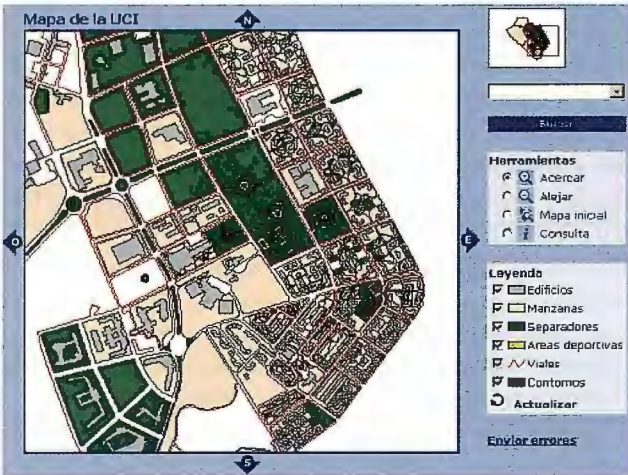 Mapa de la UCI
N
O
E
S
Buscar
Herramientas
Acercar
Alejar
Mapa inicial
i Consulta
Leyenda
Edificios
Manzanas
Separadores
Areas deportivas
Viales
Contornos
Actualizar
Enviar errores